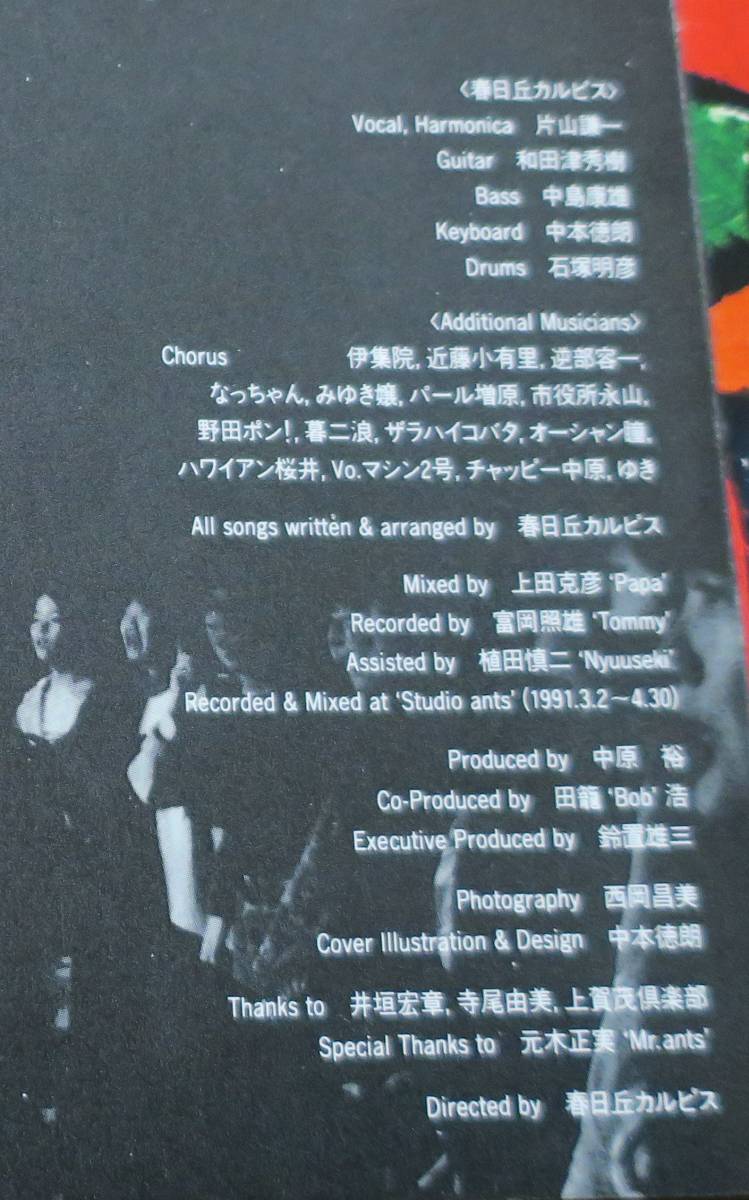 〈春日丘カルピス〉
Vocal, Harmonica 片山謙一
Guitar 和田津秀樹
Bass 中島康雄
Keyboard 中本徳朗
Drums 石塚明彦
〈Additional Musicians〉
Chorus 伊集院, 近藤小有里, 逆部容一,
なっちゃん, みゆき嬢, パール増原, 市役所永山,
野田ポン!, 暮二浪, ザラハイコバタ, オーシャン瞳,
ハワイアン桜井, Vo.マシン2号, チャッピー中原, ゆき
All songs written & arranged by 春日丘カルピス
Mixed by 上田克彦 ‘Papa’
Recorded by 富岡照雄 ‘Tommy’
Assisted by 植田慎二 ‘Nyuuseki’
Recorded & Mixed at ‘Studio ants’ (1991.3.2～4.30)
Produced by 中原 裕
Co-Produced by 田籠 ‘Bob’ 浩
Executive Produced by 鈴置雄三
Photography 西岡昌美
Cover Illustration & Design 中本徳朗
Thanks to 井垣宏章, 寺尾由美, 上賀茂倶楽部
Special Thanks to 元木正実 ‘Mr.ants’
Directed by 春日丘カルピス